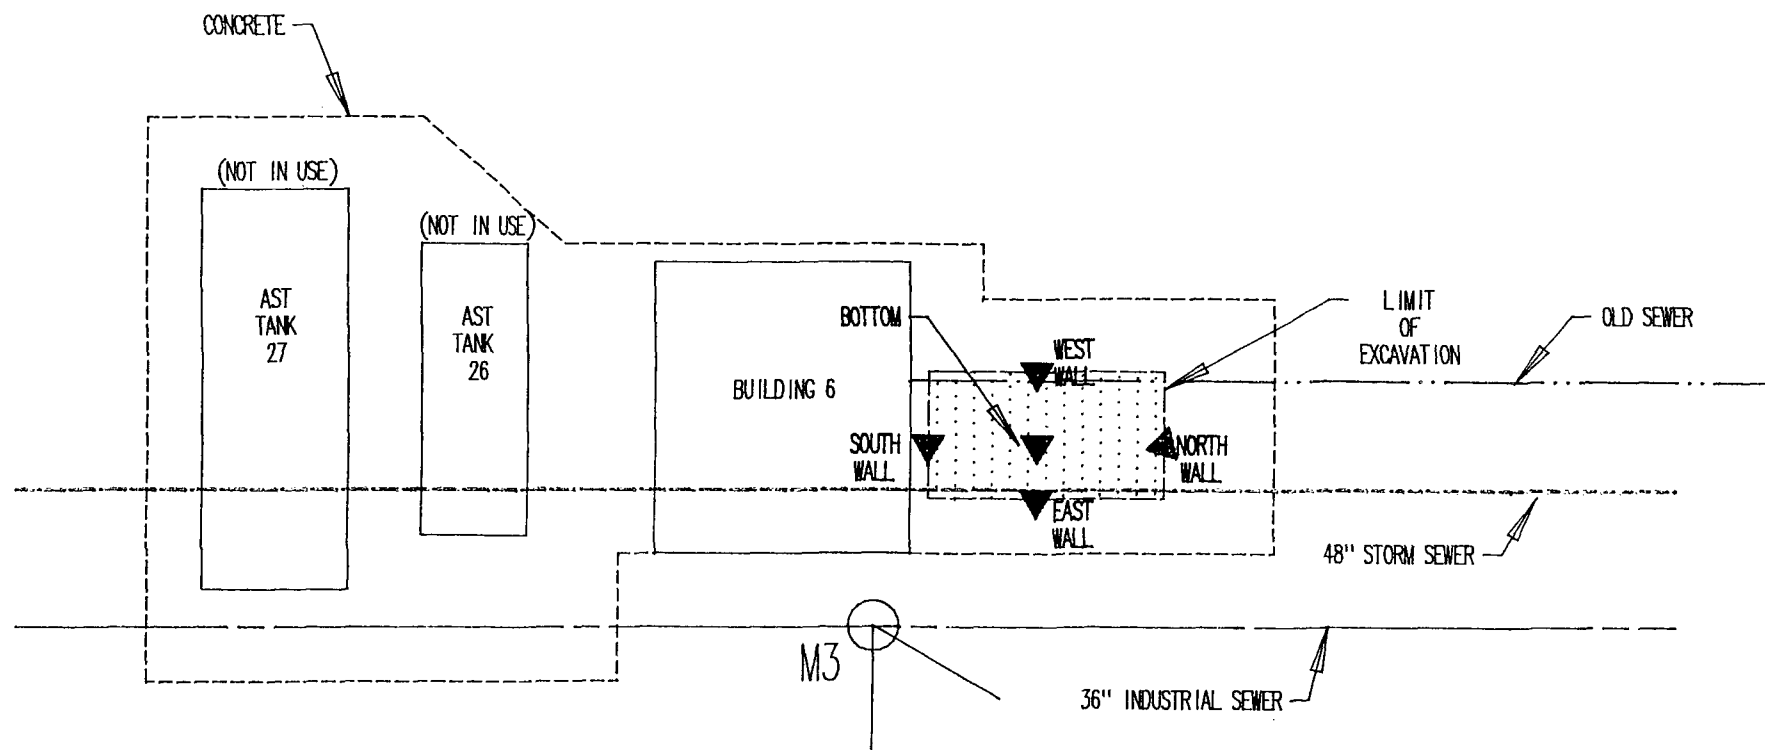 CONCRETE
(NOT IN USE)
(NOT IN USE)
AST
TANK
27
AST
TANK
26
BUILDING 6
BOTTOM
WEST
WALL
LIMIT
OF
EXCAVATION
OLD SEWER
SOUTH
WALL
NORTH
WALL
EAST
WALL
48" STORM SEWER
M3
36" INDUSTRIAL SEWER